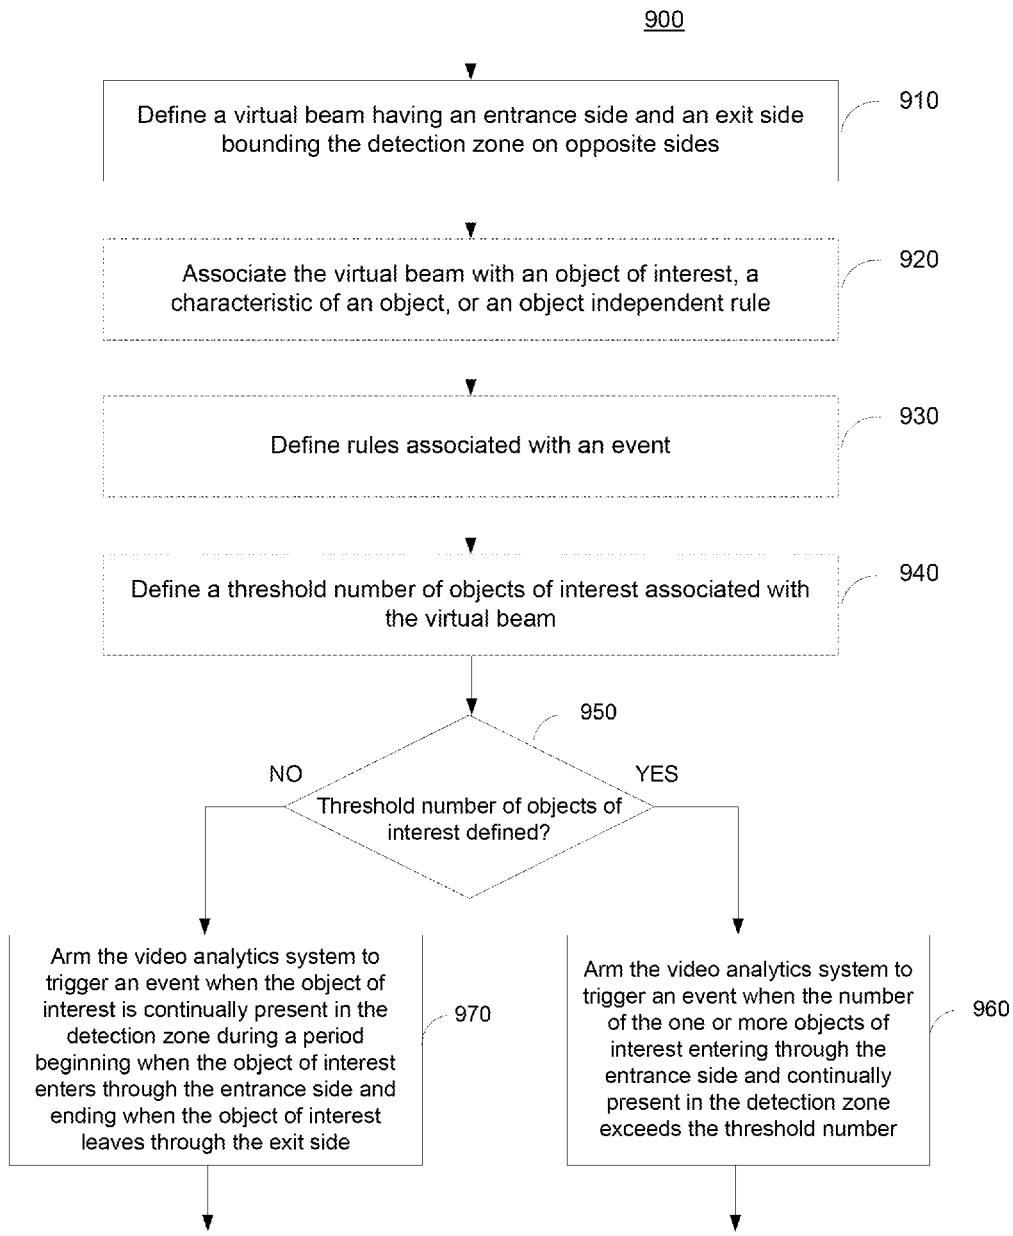 900
Define a virtual beam having an entrance side and an exit side
bounding the detection zone on opposite sides
910
Associate the virtual beam with an object of interest, a
characteristic of an object, or an object independent rule
920
Define rules associated with an event
930
Define a threshold number of objects of interest associated with
the virtual beam
940
950
NO
YES
Threshold number of objects of
interest defined?
Arm the video analytics system to
trigger an event when the object of
interest is continually present in the
detection zone during a period
beginning when the object of interest
enters through the entrance side and
ending when the object of interest
leaves through the exit side
970
Arm the video analytics system to
trigger an event when the number
of the one or more objects of
interest entering through the
entrance side and continually
present in the detection zone
exceeds the threshold number
960